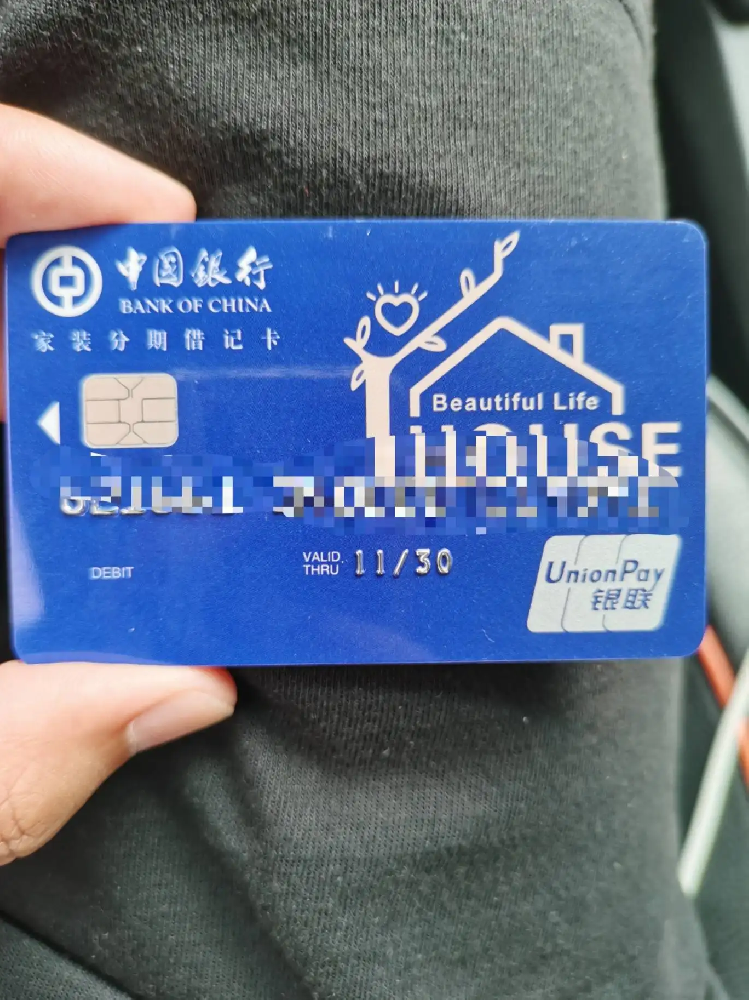 中国銀行
BANK OF CHINA
家装分期借记卡
Beautiful Life
HOUSE
DEBIT
VALID THRU 11/30
UnionPay
银联